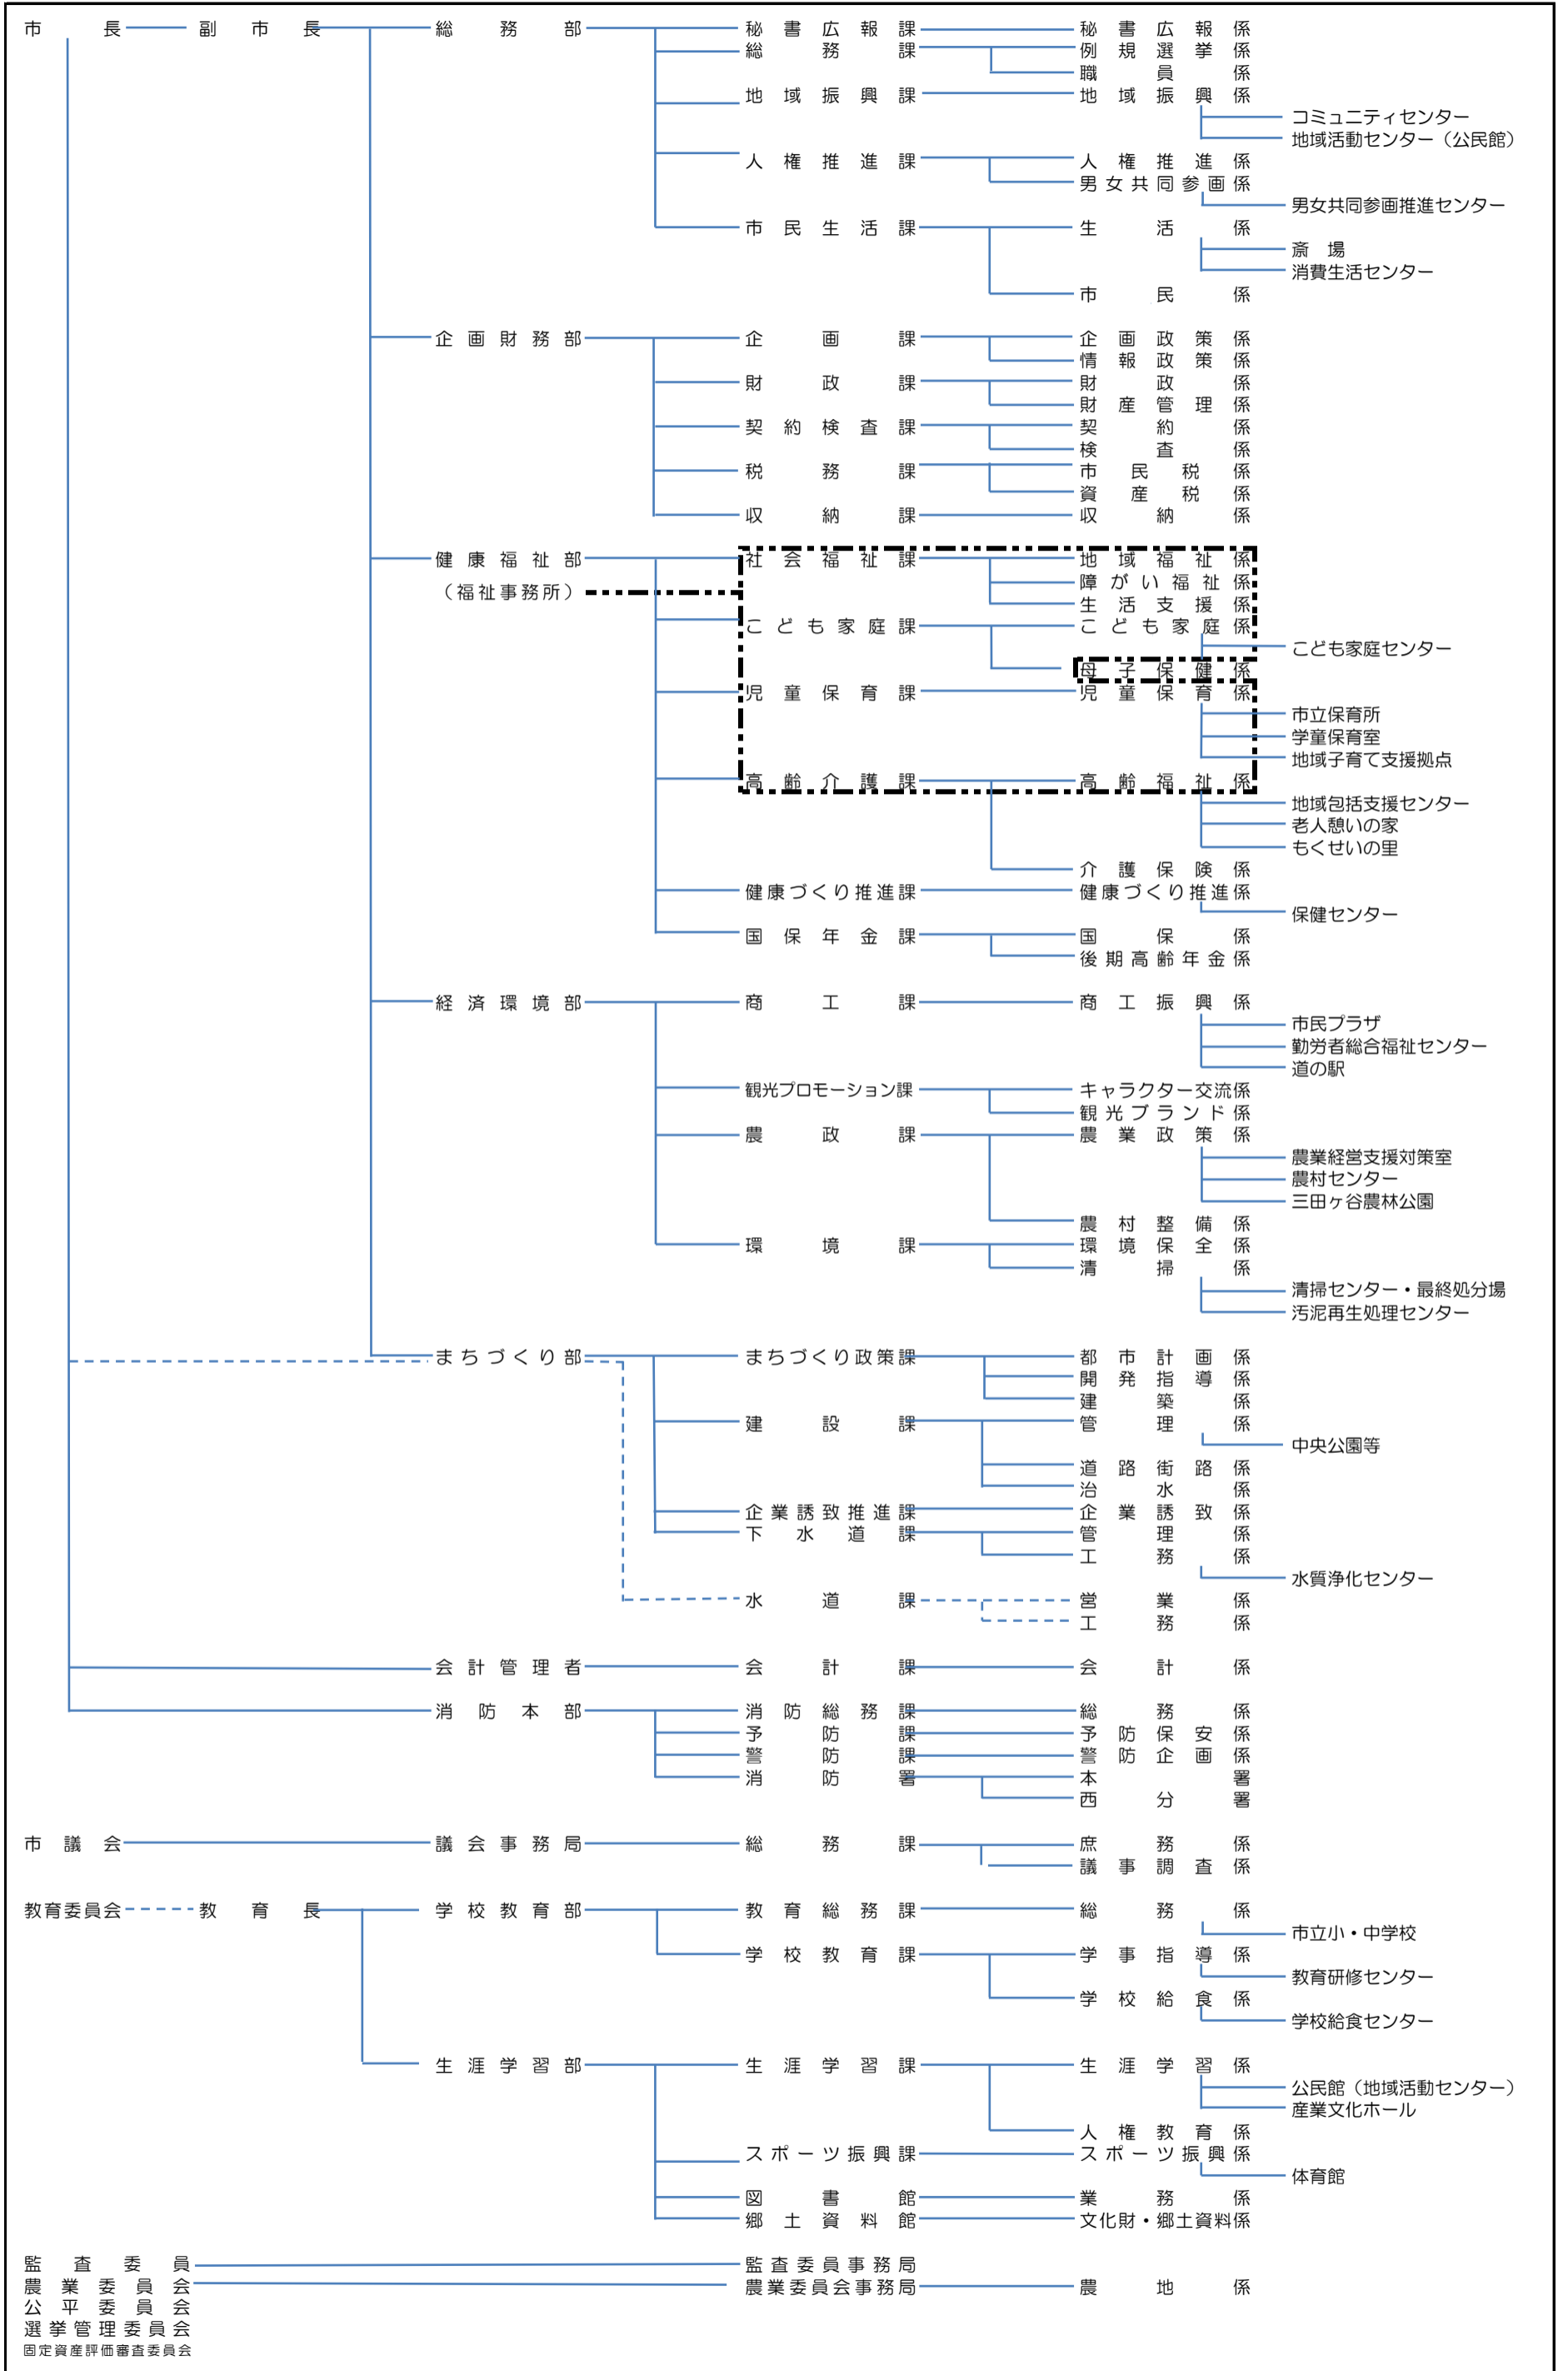 市長 副市長 総務部 秘書広報課 秘書広報係
総務課 例規選挙係
職員係
地域振興課 地域振興係
コミュニティセンター
地域活動センター（公民館）
人権推進課 人権推進係
男女共同参画係
男女共同参画推進センター
市民生活課 生活係
斎場
消費生活センター
市民係
企画財務部 企画課 企画政策係
情報政策係
財政課 財政係
財産管理係
契約検査課 契約係
検査係
税務課 市民税係
資産税係
収納課 収納係
健康福祉部 社会福祉課 地域福祉係
障がい福祉係
（福祉事務所）
生活支援係
こども家庭課 こども家庭係
こども家庭センター
母子保健係
児童保育課 児童保育係
市立保育所
学童保育室
地域子育て支援拠点
高齢介護課 高齢福祉係
地域包括支援センター
老人憩いの家
もくせいの里
介護保険係
健康づくり推進課 健康づくり推進係
保健センター
国保年金課 国保係
後期高齢年金係
経済環境部 商工課 商工振興係
市民プラザ
勤労者総合福祉センター
道の駅
観光プロモーション課 キャラクター交流係
観光ブランド係
農政課 農業政策係
農業経営支援対策室
農村センター
三田ヶ谷農林公園
農村整備係
環境課 環境保全係
清掃係
清掃センター・最終処分場
汚泥再生処理センター
まちづくり部 まちづくり政策課 都市計画係
開発指導係
建築係
建設課 管理係
中央公園等
道路街路係
治水係
企業誘致推進課 企業誘致係
下水道課 管理係
工務係
水質浄化センター
水道課 営業係
工務係
会計管理者 会計課 会計係
消防本部 消防総務課 総務係
予防課 予防保安係
警防課 警防企画係
消防署 本署
西分署
市議会 議会事務局 総務課 庶務係
議事調査係
教育委員会 教育長 学校教育部 教育総務課 総務係
市立小・中学校
学校教育課 学事指導係
教育研修センター
学校給食係
学校給食センター
生涯学習部 生涯学習課 生涯学習係
公民館（地域活動センター）
産業文化ホール
人権教育係
スポーツ振興課 スポーツ振興係
体育館
図書館 業務係
郷土資料館 文化財・郷土資料係
監査委員 監査委員事務局
農業委員会 農業委員会事務局 農地係
公平委員会
選挙管理委員会
固定資産評価審査委員会